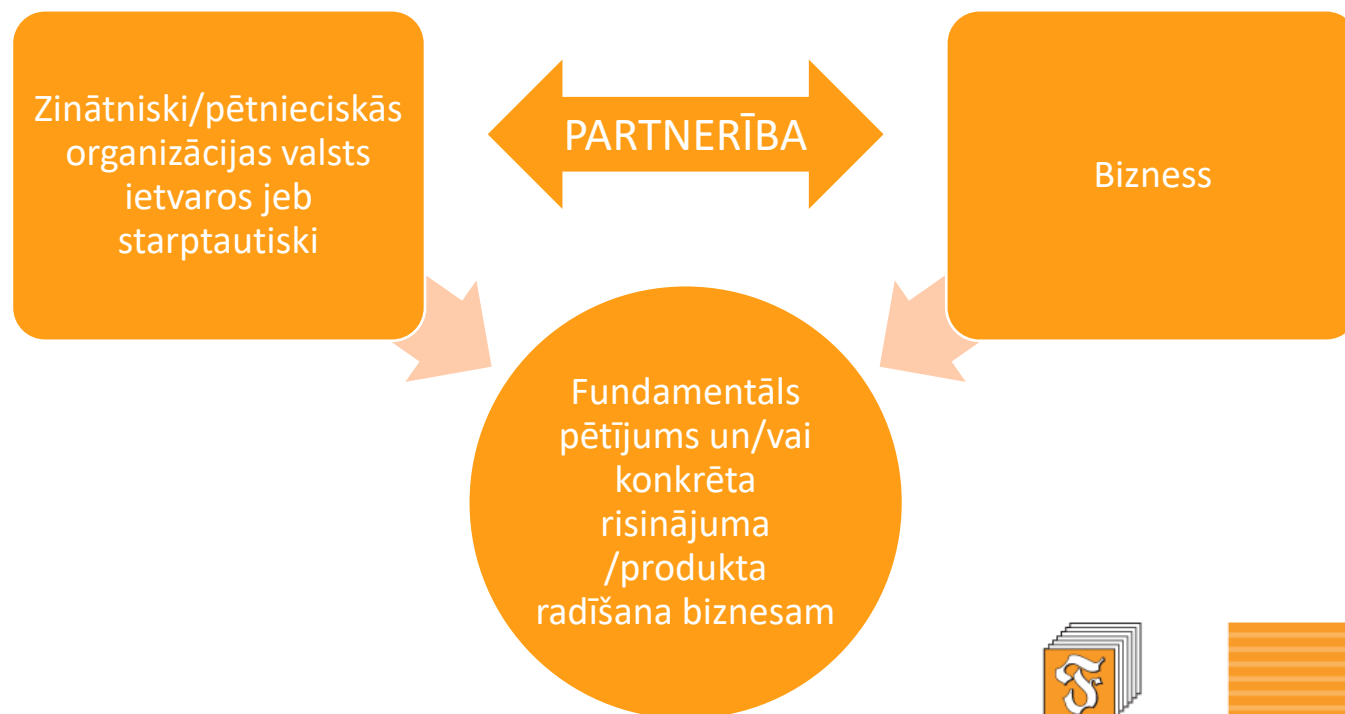 Zinātniski/pētnieciskās
organizācijas valsts
ietvaros jeb
starptautiski
PARTNERĪBA
Bizness
Fundamentāls
pētījums un/vai
konkrēta
risinājuma
/produkta
radīšana biznesam
F